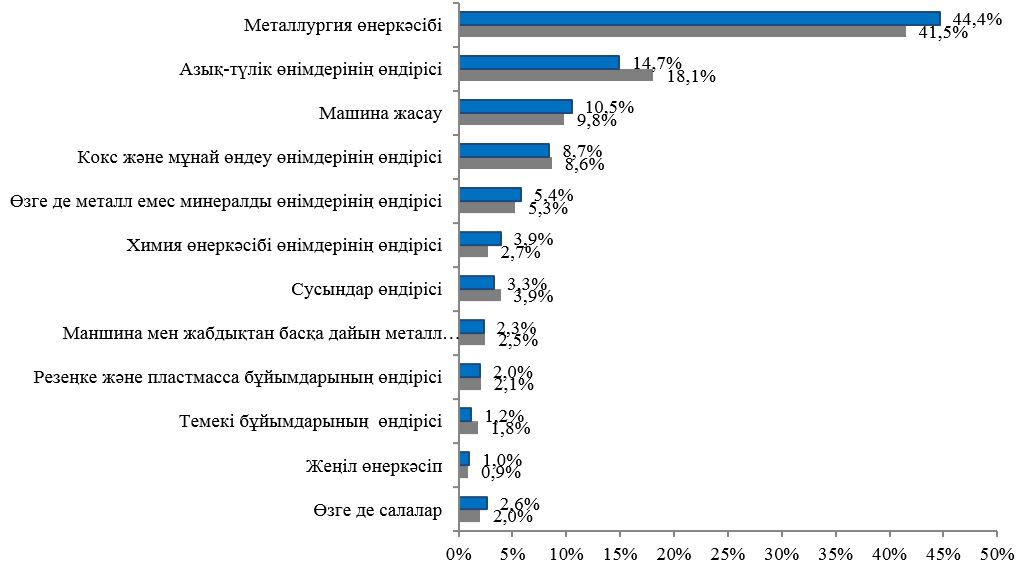 Металлургия өнеркәсібі
44,4%
41,5%
Азық-түлік өнімдерінің өндірісі
14,7%
18,1%
Машина жасау
10,5%
9,8%
Кокс және мұнай өңдеу өнімдерінің өндірісі
8,7%
8,6%
Өзге де металл емес минералды өнімдерінің өндірісі
5,4%
5,3%
Химия өнеркәсібі өнімдерінің өндірісі
3,9%
2,7%
Сусындар өндірісі
3,3%
3,9%
Маншина мен жабдықтан басқа дайын металл…
2,3%
2,5%
Резеңке және пластмасса бұйымдарының өндірісі
2,0%
2,1%
Темекі бұйымдарының өндірісі
1,2%
1,8%
Жеңіл өнеркәсіп
1,0%
0,9%
Өзге де салалар
2,6%
2,0%
0% 5% 10% 15% 20% 25% 30% 35% 40% 45% 50%